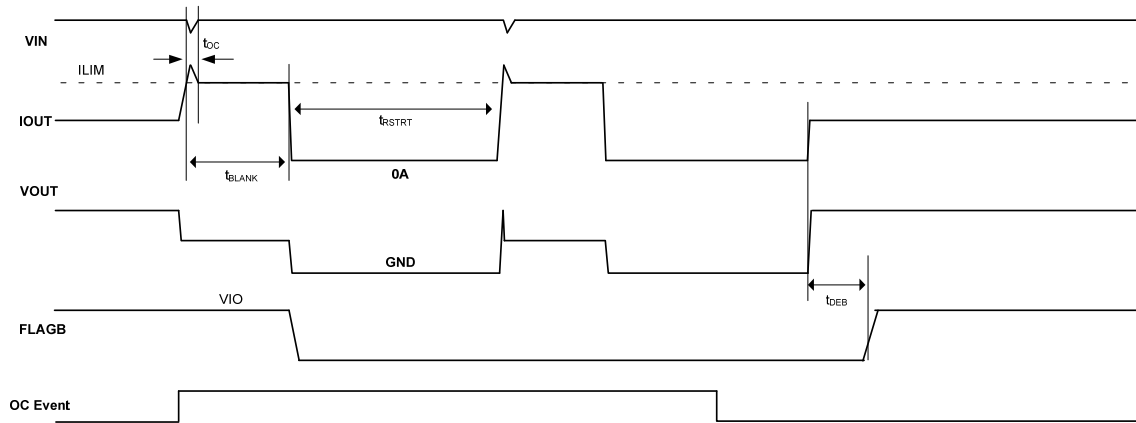 VIN
tOC
ILIM
IOUT
tRSTRT
tBLANK
0A
VOUT
GND
VIO
tDEB
FLAGB
OC Event